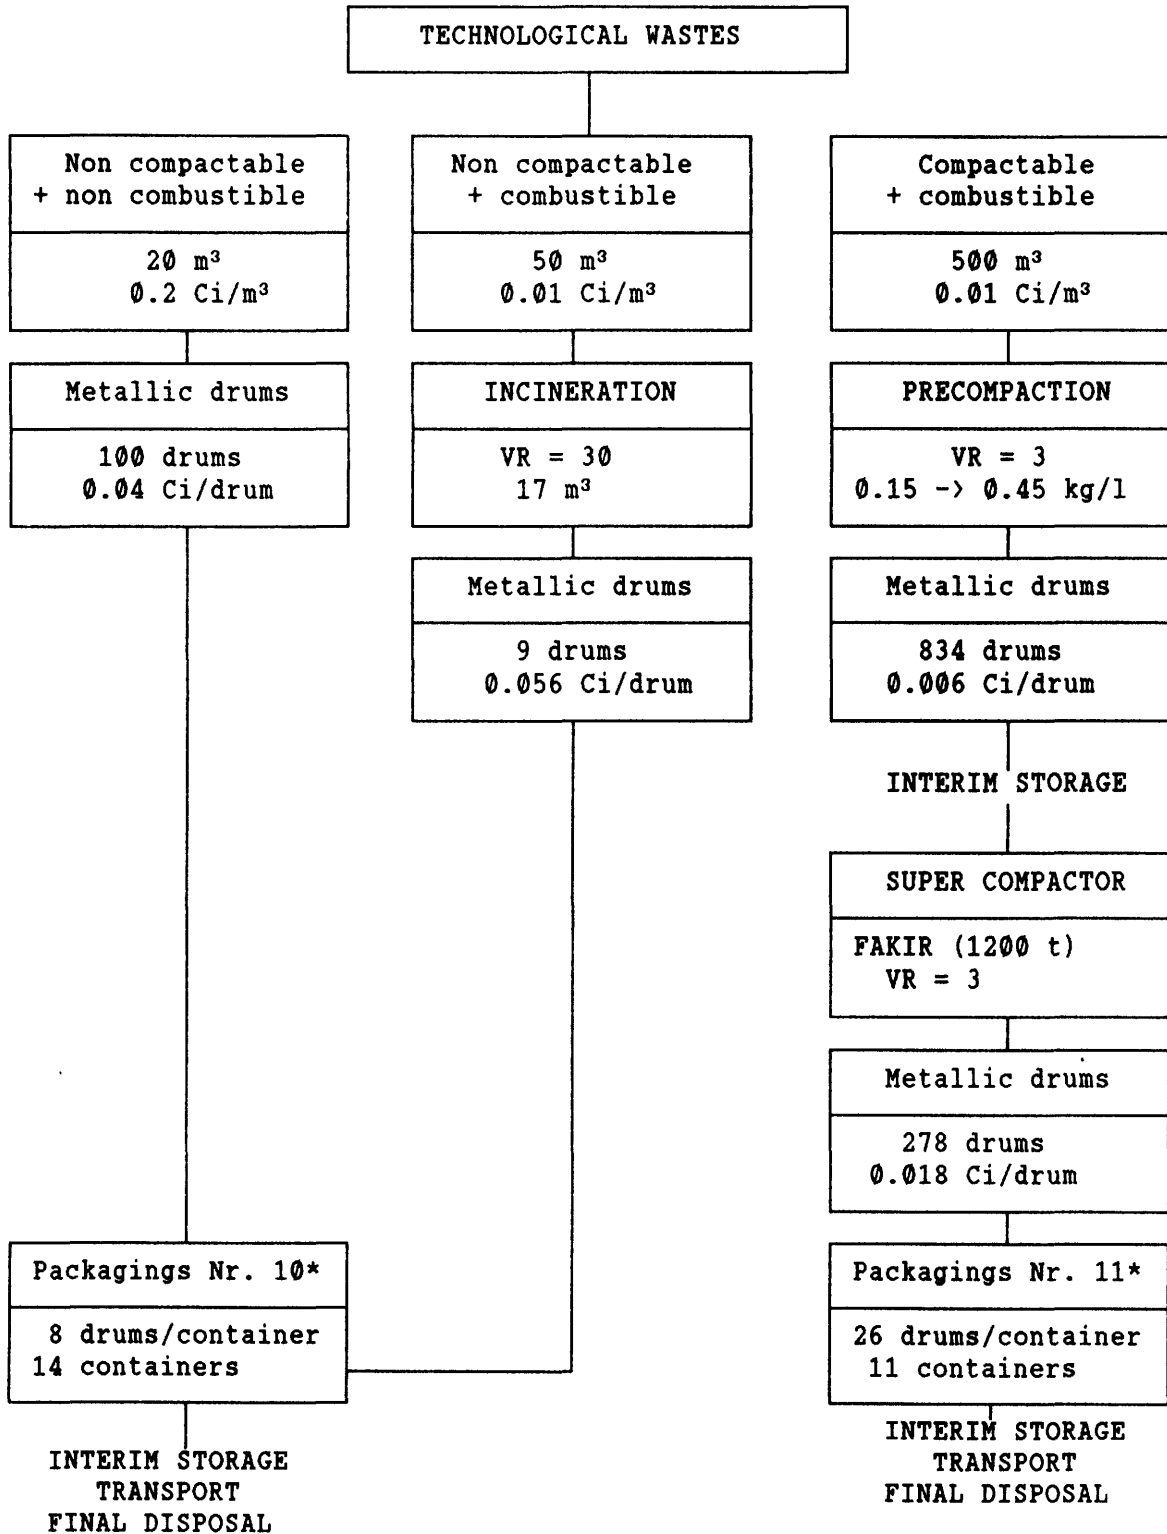 TECHNOLOGICAL WASTES
Non compactable
+ non combustible
20 m³
0.2 Ci/m³
Metallic drums
100 drums
0.04 Ci/drum
Non compactable
+ combustible
50 m³
0.01 Ci/m³
INCINERATION
VR = 30
17 m³
Metallic drums
9 drums
0.056 Ci/drum
Packagings Nr. 10*
8 drums/container
14 containers
INTERIM STORAGE
TRANSPORT
FINAL DISPOSAL
Compactable
+ combustible
500 m³
0.01 Ci/m³
PRECOMPACTION
VR = 3
0.15 -> 0.45 kg/l
Metallic drums
834 drums
0.006 Ci/drum
INTERIM STORAGE
SUPER COMPACTOR
FAKIR (1200 t)
VR = 3
Metallic drums
278 drums
0.018 Ci/drum
Packagings Nr. 11*
26 drums/container
11 containers
INTERIM STORAGE
TRANSPORT
FINAL DISPOSAL